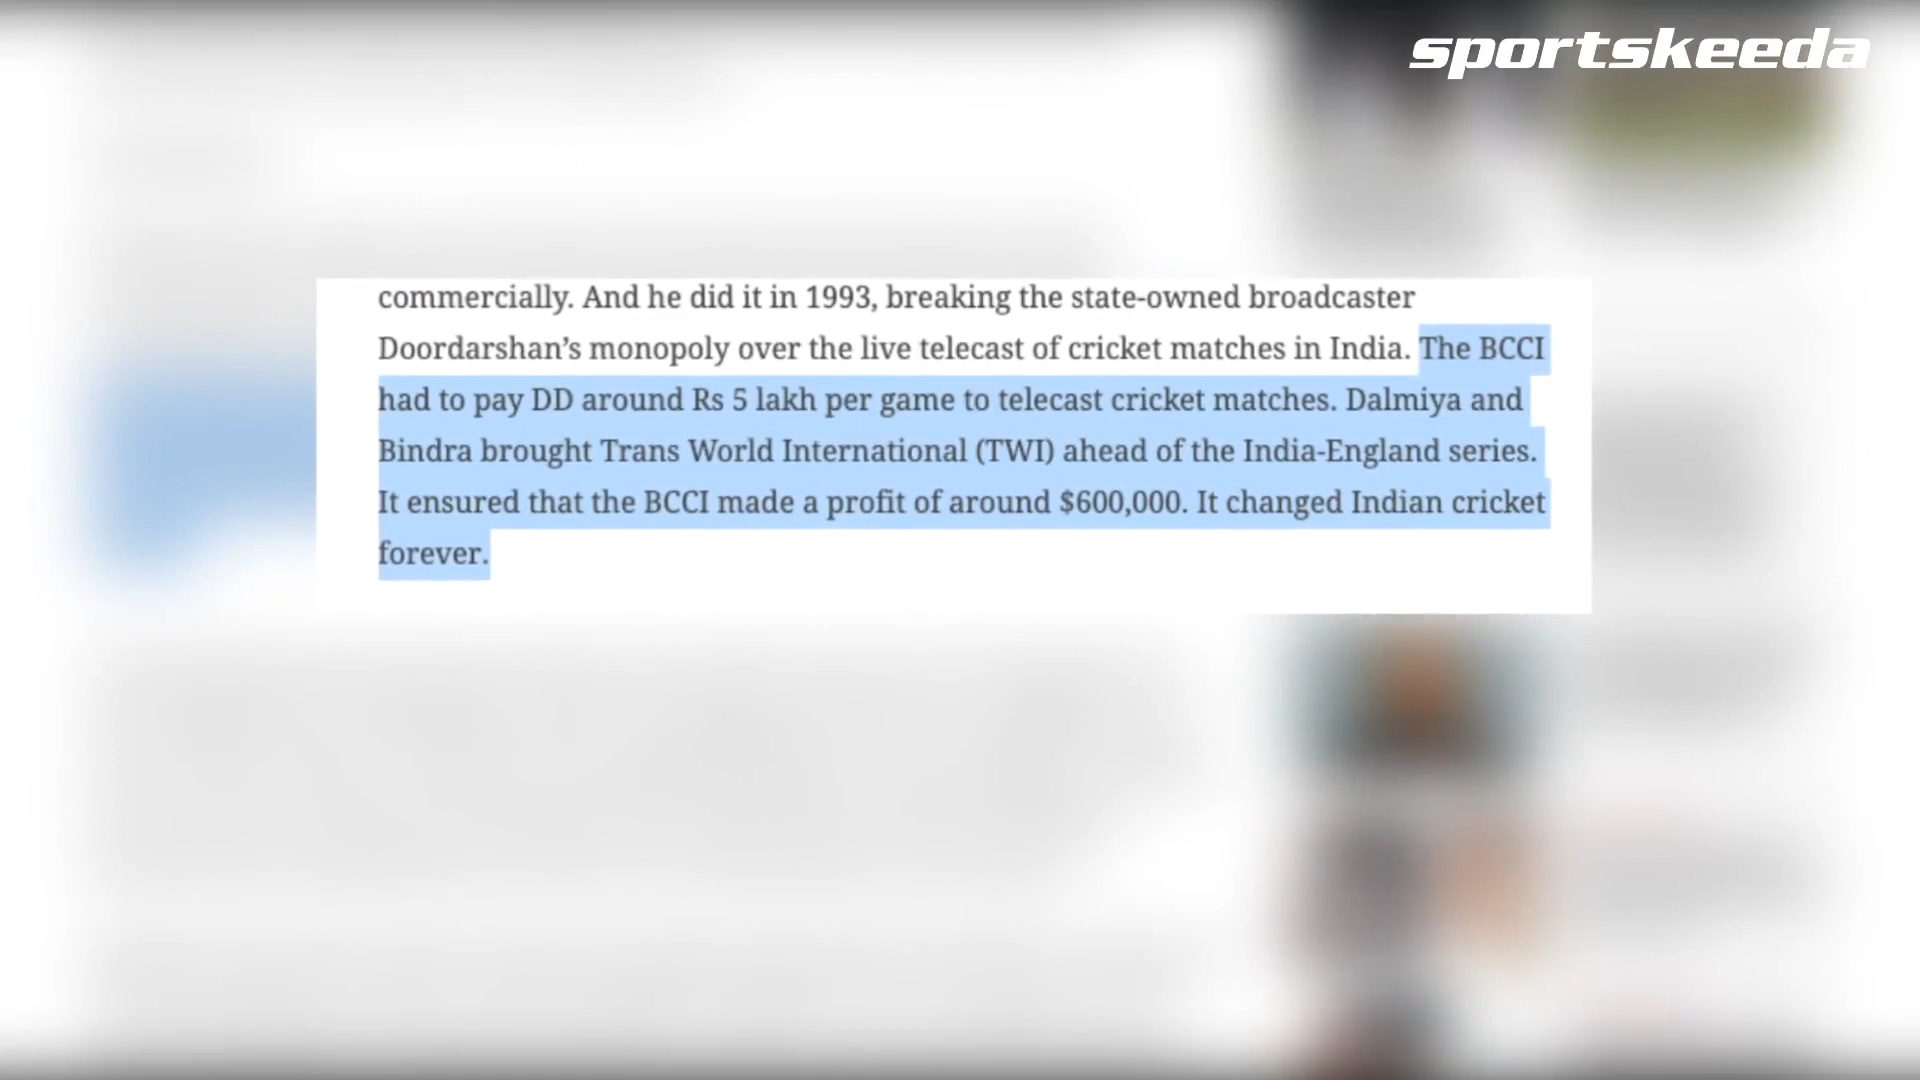 sportskeeda
commercially. And he did it in 1993, breaking the state-owned broadcaster
Doordarshan’s monopoly over the live telecast of cricket matches in India. The BCCI
had to pay DD around Rs 5 lakh per game to telecast cricket matches. Dalmiya and
Bindra brought Trans World International (TWI) ahead of the India-England series.
It ensured that the BCCI made a profit of around $600,000. It changed Indian cricket
forever.